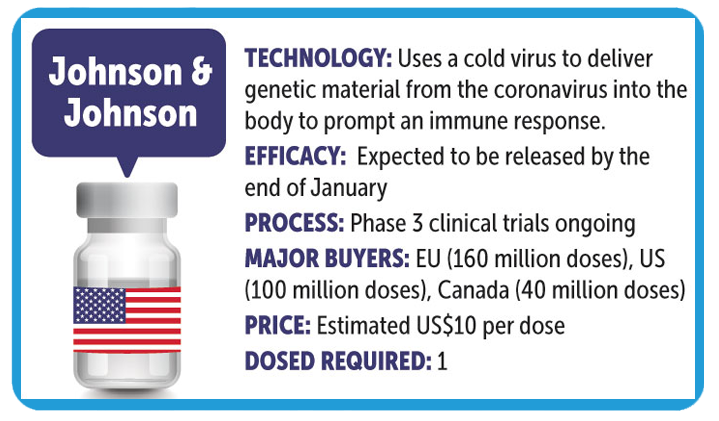 Johnson &
Johnson
TECHNOLOGY: Uses a cold virus to deliver
genetic material from the coronavirus into the
body to prompt an immune response.
EFFICACY: Expected to be released by the
end of January
PROCESS: Phase 3 clinical trials ongoing
MAJOR BUYERS: EU (160 million doses), US
(100 million doses), Canada (40 million doses)
PRICE: Estimated US$10 per dose
DOSED REQUIRED: 1